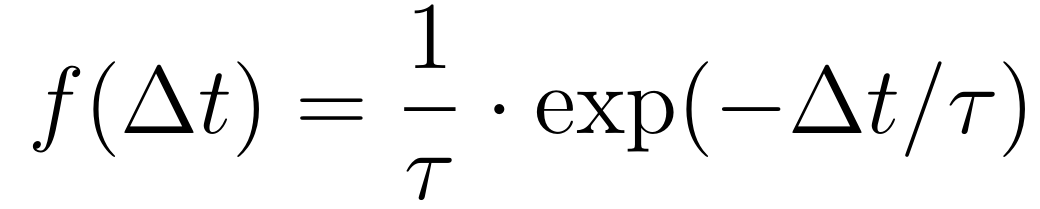 f(Δt) = 1/τ · exp(−Δt/τ)